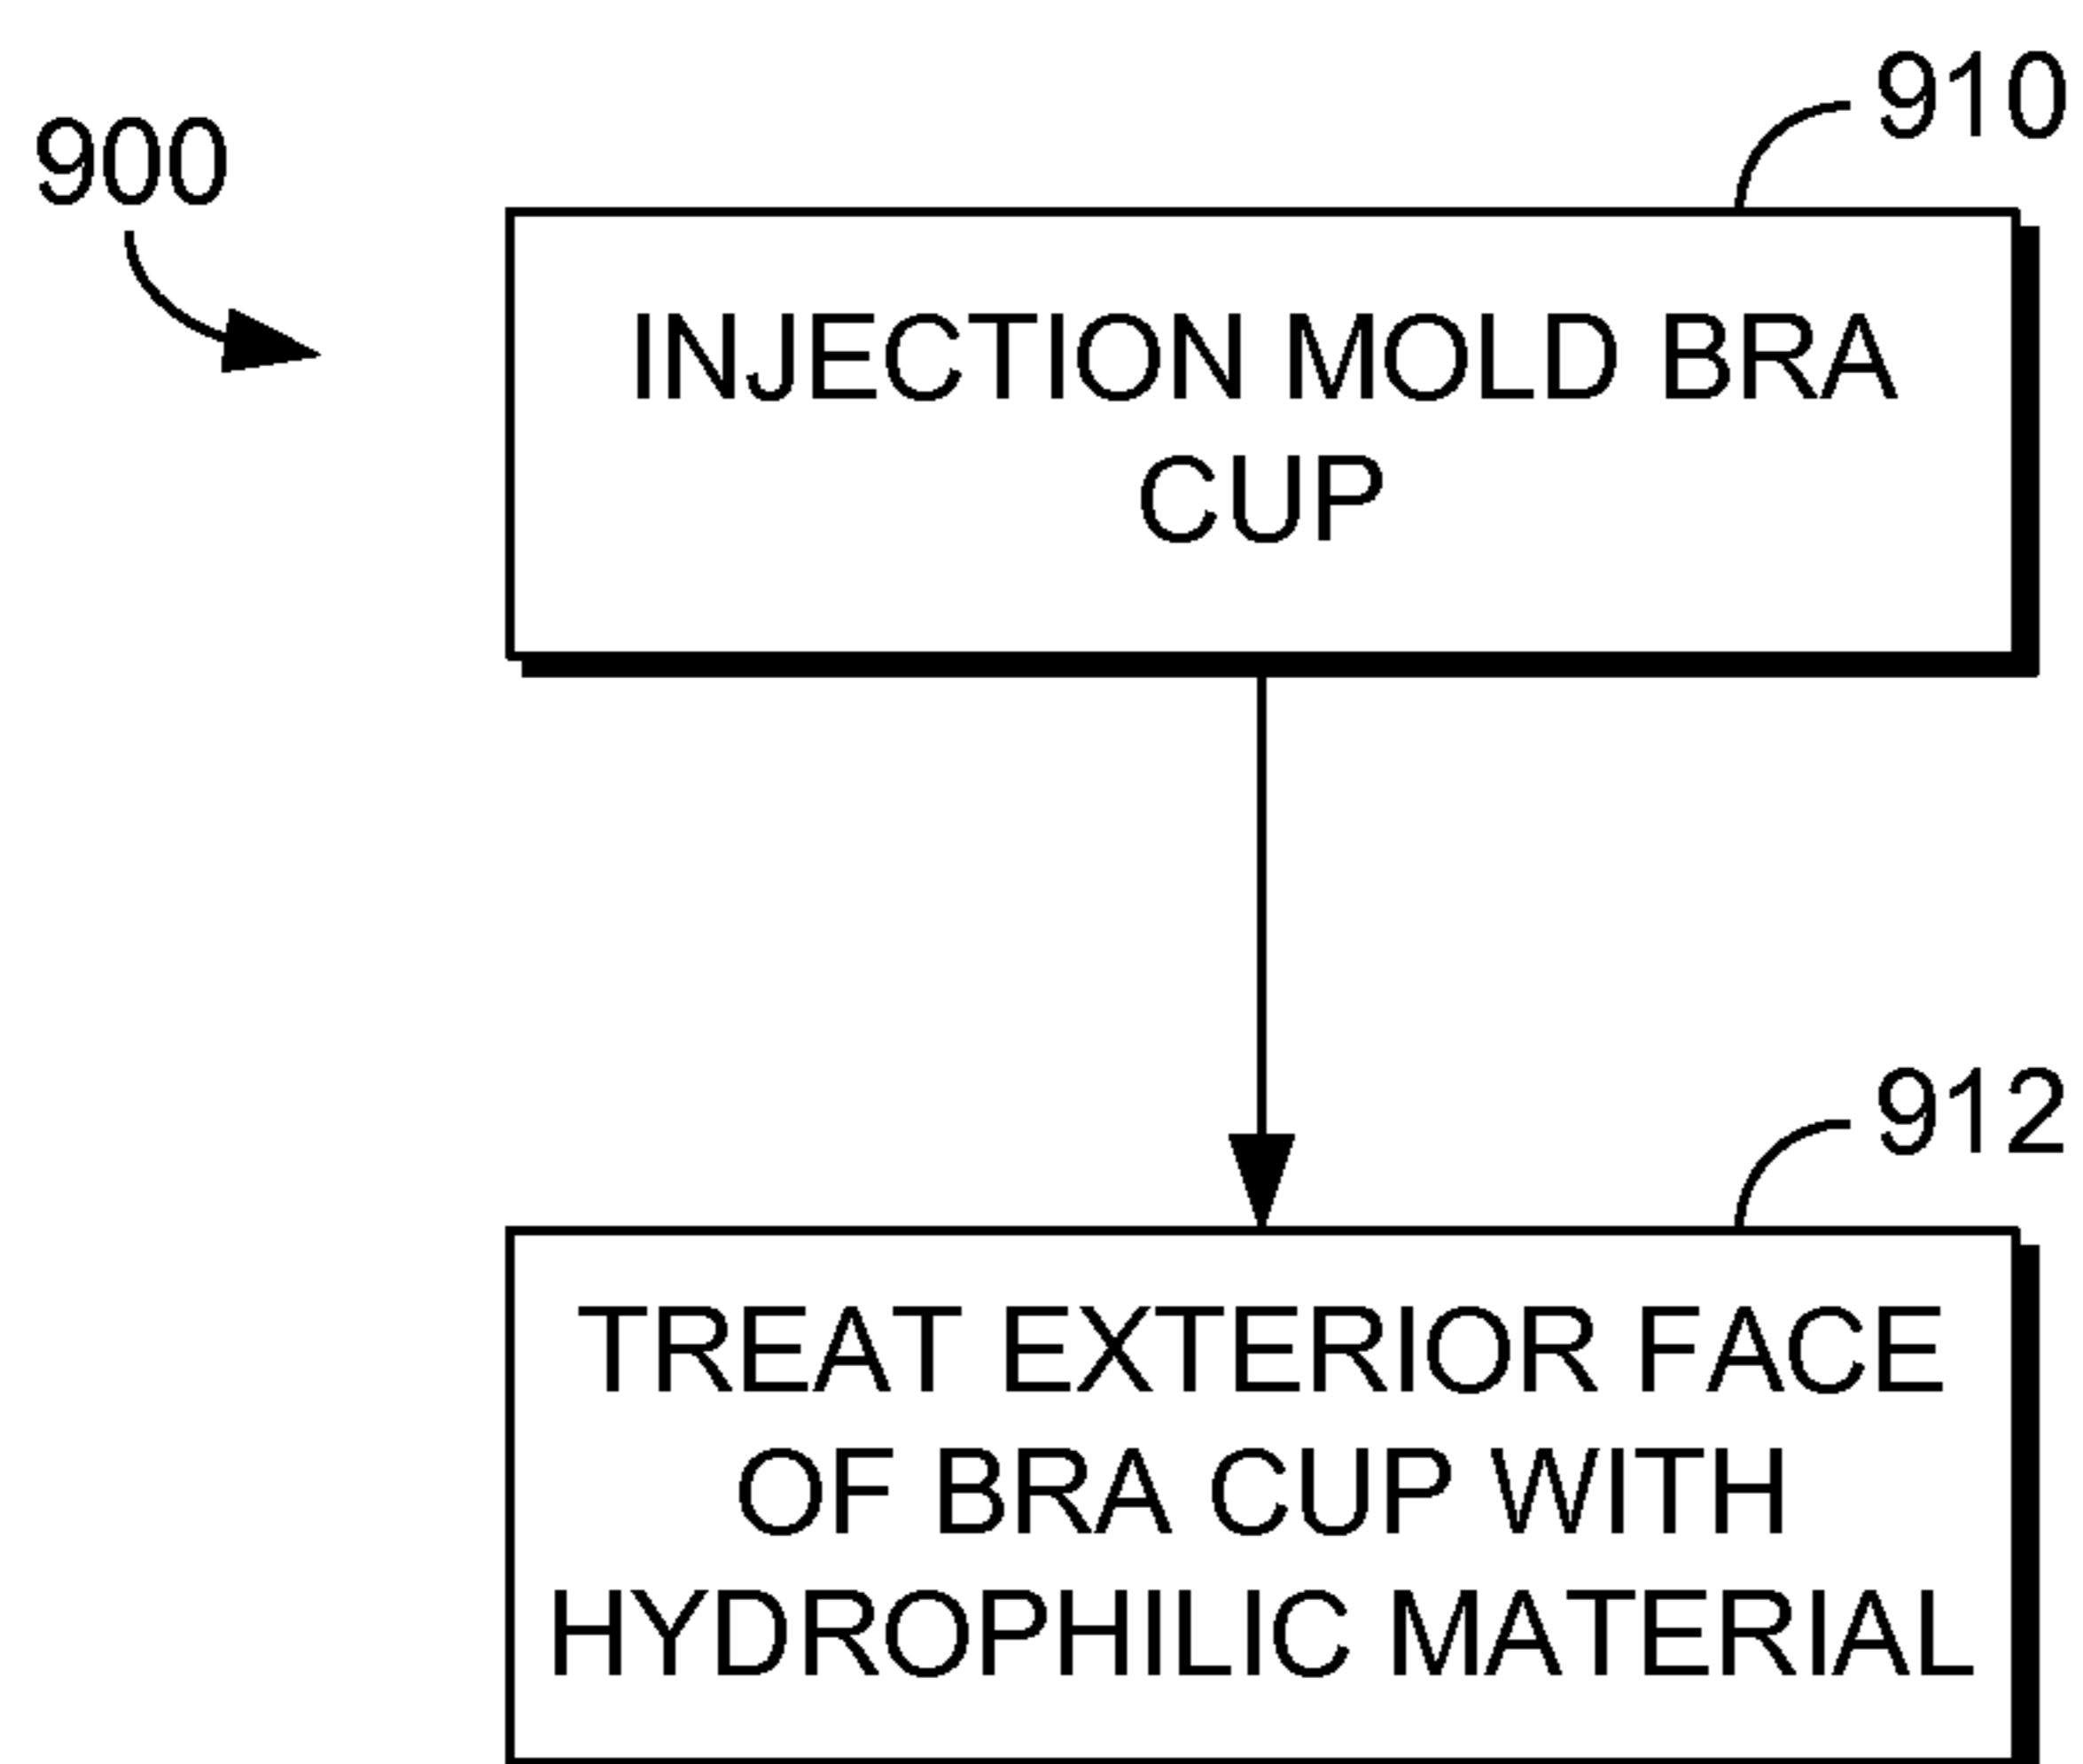 900
910
INJECTION MOLD BRA
CUP
912
TREAT EXTERIOR FACE
OF BRA CUP WITH
HYDROPHILIC MATERIAL